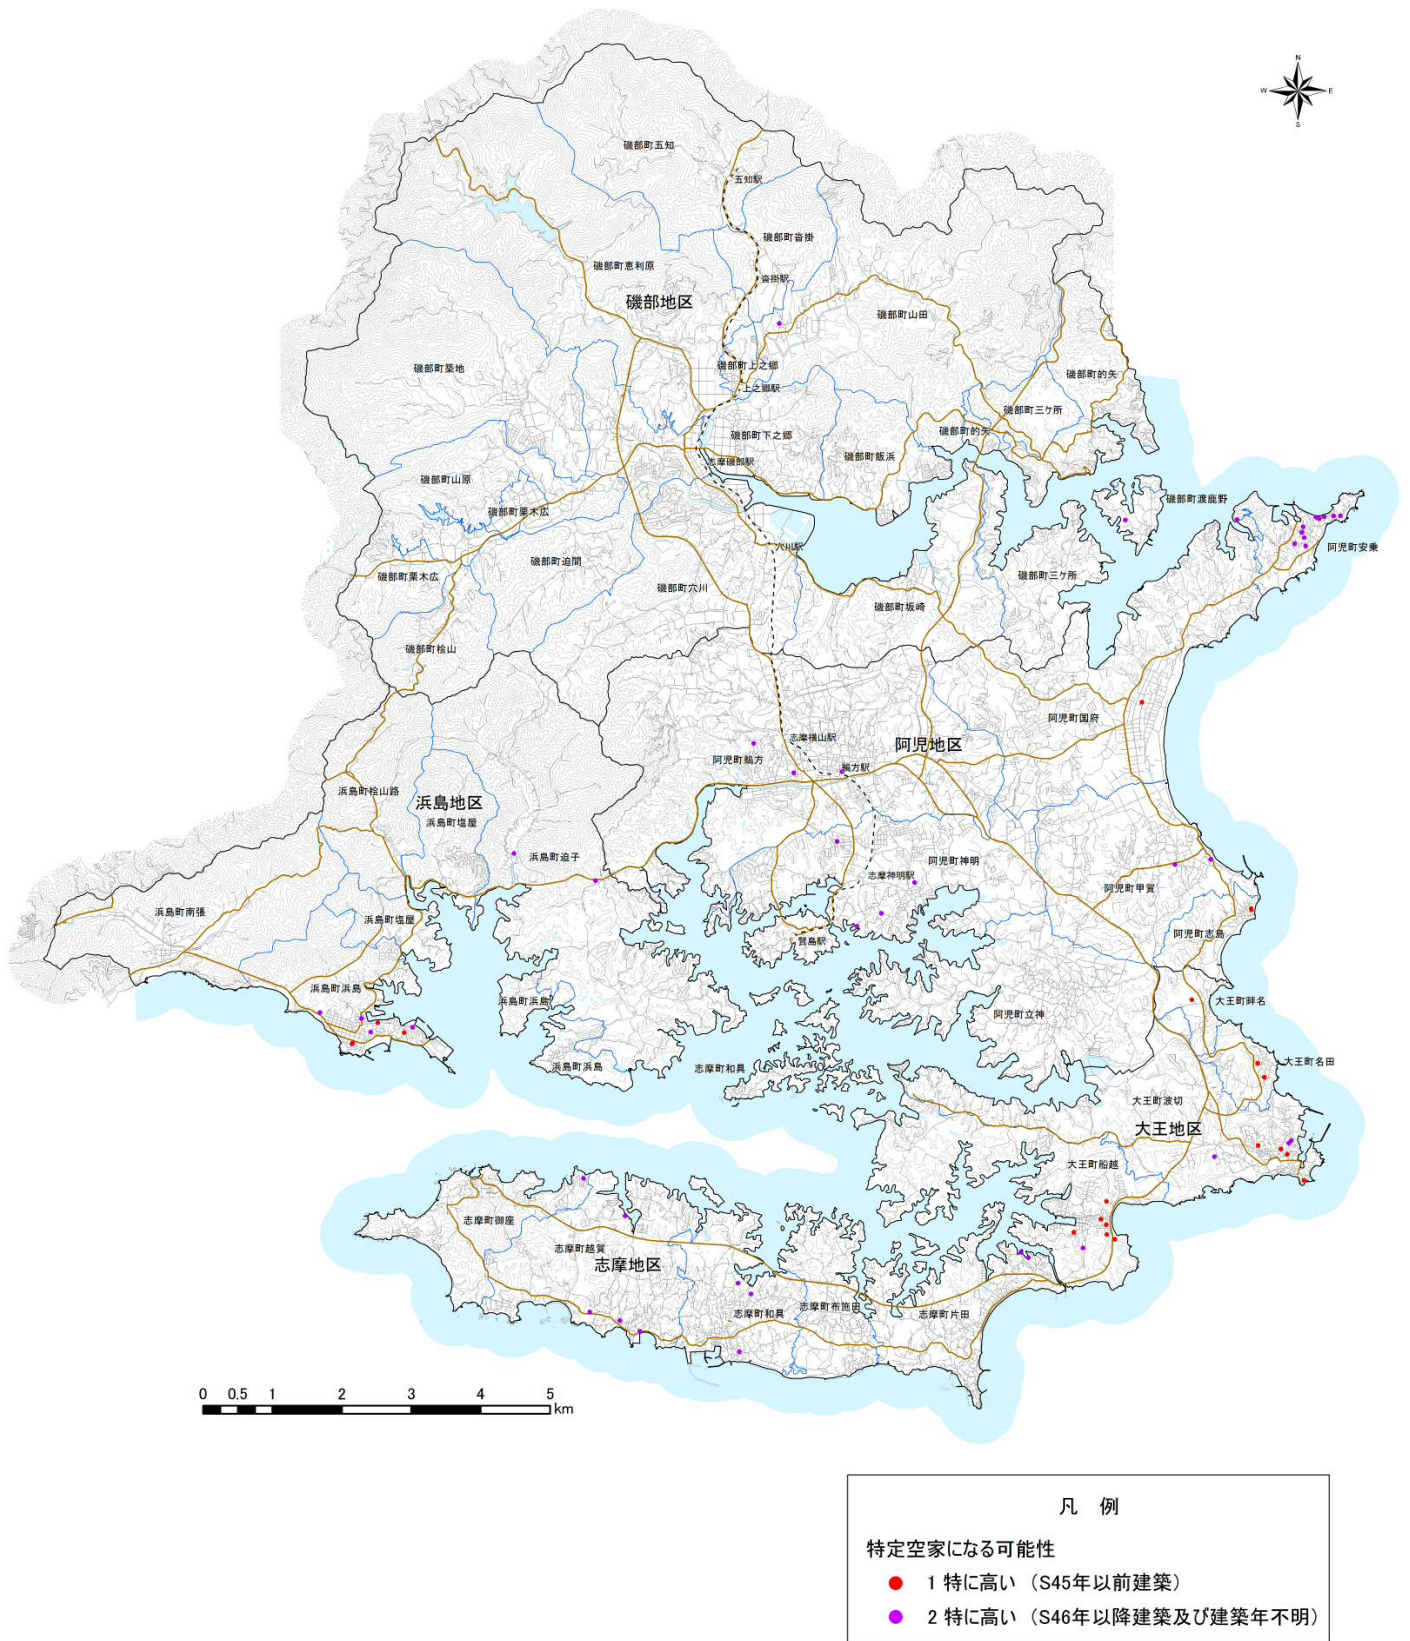 N
W E
S
磯部町五知
五知駅
磯部町沓掛
沓掛駅
磯部町恵利原
磯部地区
磯部町山田
磯部町築地
磯部町上之郷
上之郷駅
磯部町的矢
磯部町三ケ所
磯部町下之郷
磯部町的矢
磯部町飯浜
志摩磯部駅
磯部町山原
磯部町渡鹿野
磯部町栗木広
穴川駅
阿児町安乗
磯部町迫間
磯部町栗木広
磯部町穴川
磯部町三ケ所
磯部町坂崎
磯部町桧山
阿児町国府
志摩横山駅
阿児地区
阿児町鵜方
鵜方駅
浜島町桧山路
浜島地区
浜島町塩屋
浜島町迫子
阿児町神明
志摩神明駅
阿児町甲賀
浜島町南張
浜島町塩屋
阿児町志島
賢島駅
浜島町浜島
浜島町浜島
大王町畔名
阿児町立神
浜島町浜島
志摩町和具
大王町名田
大王町波切
大王地区
大王町船越
志摩町御座
志摩町越賀
志摩地区
志摩町和具
志摩町布施田
志摩町片田
0 0.5 1 2 3 4 5
km
凡 例
特定空家になる可能性
1 特に高い（S45年以前建築）
2 特に高い（S46年以降建築及び建築年不明）